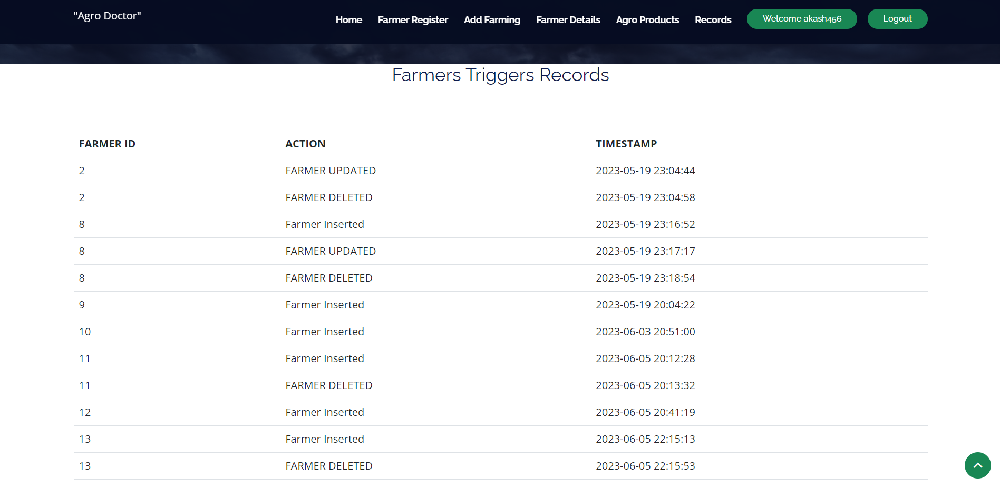 "Agro Doctor"
Home Farmer Register Add Farming Farmer Details Agro Products Records Welcome akash456 Logout
Farmers Triggers Records
FARMER ID ACTION TIMESTAMP
2 FARMER UPDATED 2023-05-19 23:04:44
2 FARMER DELETED 2023-05-19 23:04:58
8 Farmer Inserted 2023-05-19 23:16:52
8 FARMER UPDATED 2023-05-19 23:17:17
8 FARMER DELETED 2023-05-19 23:18:54
9 Farmer Inserted 2023-05-19 20:04:22
10 Farmer Inserted 2023-06-03 20:51:00
11 Farmer Inserted 2023-06-05 20:12:28
11 FARMER DELETED 2023-06-05 20:13:32
12 Farmer Inserted 2023-06-05 20:41:19
13 Farmer Inserted 2023-06-05 22:15:13
13 FARMER DELETED 2023-06-05 22:15:53